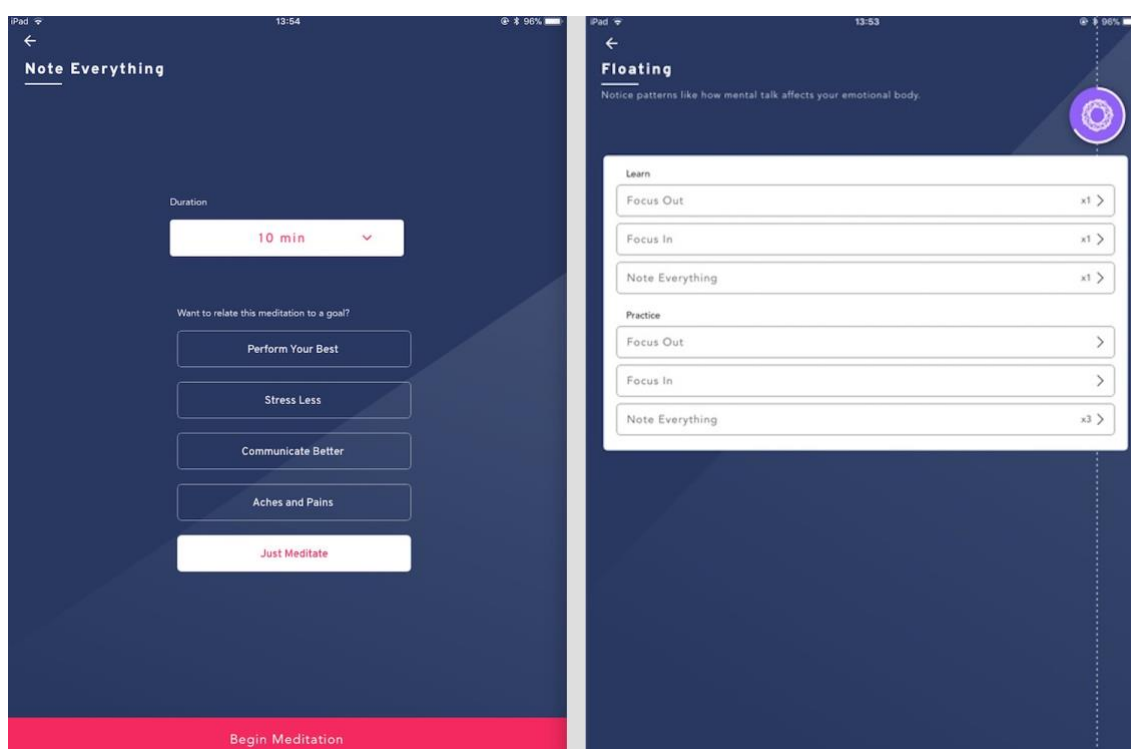 iPad 13:54 96%
Note Everything
Duration
10 min
Want to relate this meditation to a goal?
Perform Your Best
Stress Less
Communicate Better
Aches and Pains
Just Meditate
Begin Meditation
iPad 13:53 96%
Floating
Notice patterns like how mental talk affects your emotional body.
Learn
Focus Out x1
Focus In x1
Note Everything x1
Practice
Focus Out
Focus In
Note Everything x3